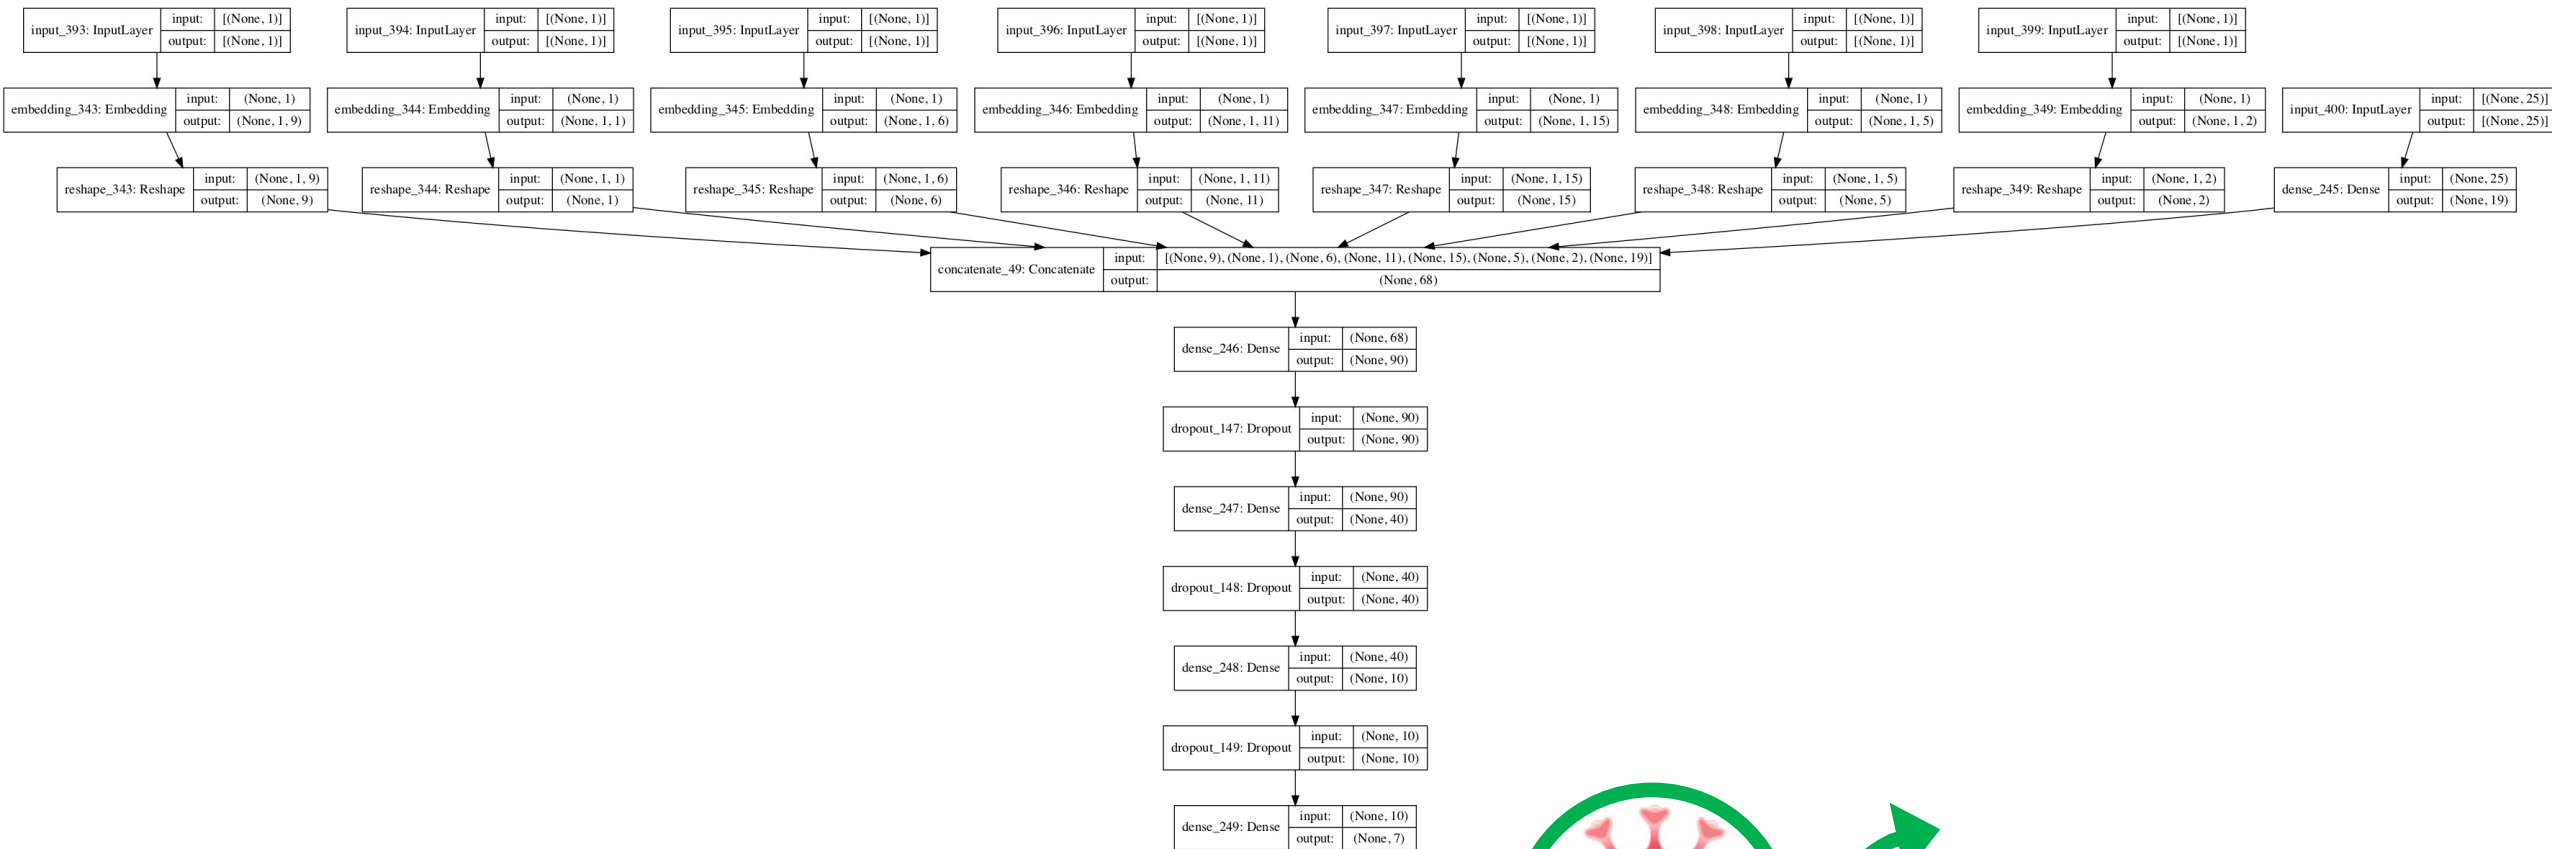 input_393: InputLayer input: [(None, 1)] output: [(None, 1)]
input_394: InputLayer input: [(None, 1)] output: [(None, 1)]
input_395: InputLayer input: [(None, 1)] output: [(None, 1)]
input_396: InputLayer input: [(None, 1)] output: [(None, 1)]
input_397: InputLayer input: [(None, 1)] output: [(None, 1)]
input_398: InputLayer input: [(None, 1)] output: [(None, 1)]
input_399: InputLayer input: [(None, 1)] output: [(None, 1)]
embedding_343: Embedding input: (None, 1) output: (None, 1, 9)
embedding_344: Embedding input: (None, 1) output: (None, 1, 1)
embedding_345: Embedding input: (None, 1) output: (None, 1, 6)
embedding_346: Embedding input: (None, 1) output: (None, 1, 11)
embedding_347: Embedding input: (None, 1) output: (None, 1, 15)
embedding_348: Embedding input: (None, 1) output: (None, 1, 5)
embedding_349: Embedding input: (None, 1) output: (None, 1, 2)
input_400: InputLayer input: [(None, 25)] output: [(None, 25)]
reshape_343: Reshape input: (None, 1, 9) output: (None, 9)
reshape_344: Reshape input: (None, 1, 1) output: (None, 1)
reshape_345: Reshape input: (None, 1, 6) output: (None, 6)
reshape_346: Reshape input: (None, 1, 11) output: (None, 11)
reshape_347: Reshape input: (None, 1, 15) output: (None, 15)
reshape_348: Reshape input: (None, 1, 5) output: (None, 5)
reshape_349: Reshape input: (None, 1, 2) output: (None, 2)
dense_245: Dense input: (None, 25) output: (None, 19)
concatenate_49: Concatenate input: [(None, 9), (None, 1), (None, 6), (None, 11), (None, 15), (None, 5), (None, 2), (None, 19)] output: (None, 68)
dense_246: Dense input: (None, 68) output: (None, 90)
dropout_147: Dropout input: (None, 90) output: (None, 90)
dense_247: Dense input: (None, 90) output: (None, 40)
dropout_148: Dropout input: (None, 40) output: (None, 40)
dense_248: Dense input: (None, 40) output: (None, 10)
dropout_149: Dropout input: (None, 10) output: (None, 10)
dense_249: Dense input: (None, 10) output: (None, 7)